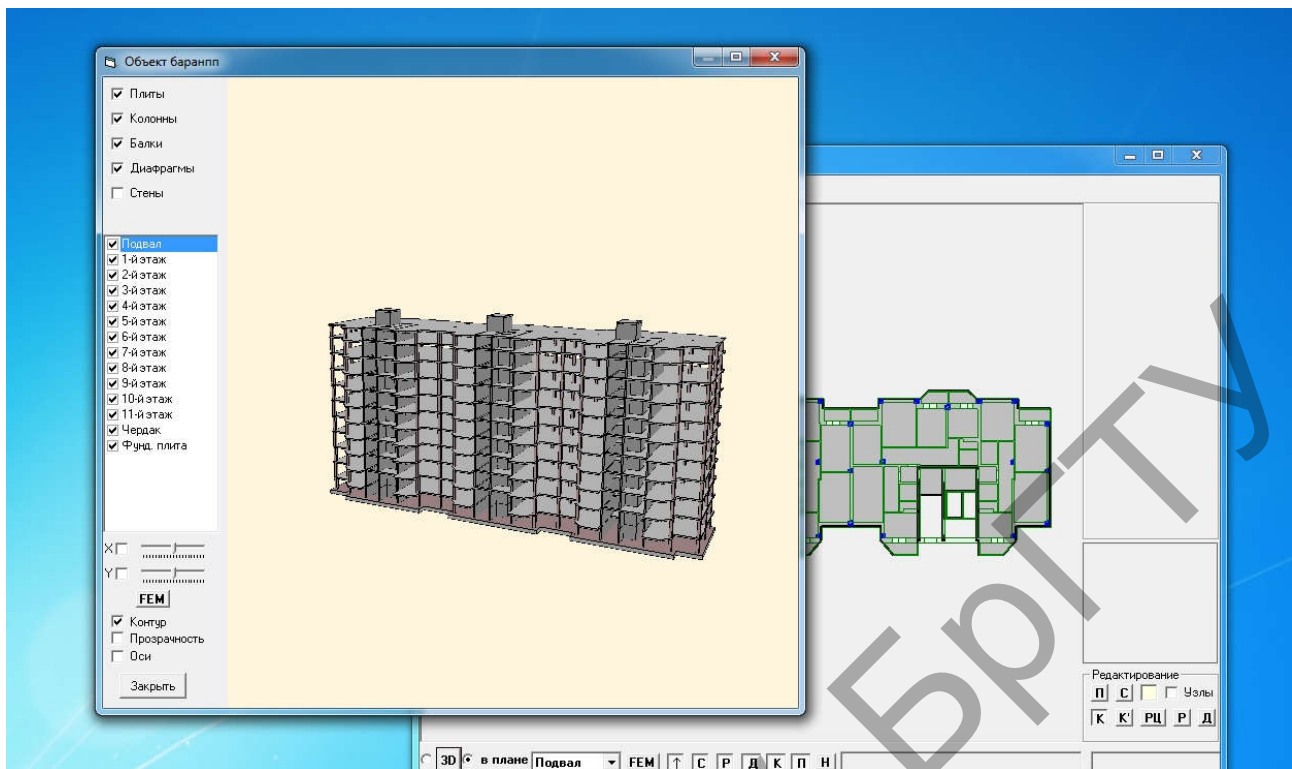 Объект баранпп
Плиты
Колонны
Балки
Диафрагмы
Стены
Подвал
1-й этаж
2-й этаж
3-й этаж
4-й этаж
5-й этаж
6-й этаж
7-й этаж
8-й этаж
9-й этаж
10-й этаж
11-й этаж
Чердак
Фунд. плита
X
Y
FEM
Контур
Прозрачность
Оси
Закрыть
Редактирование
П С Узлы
К К' РЦ Р Д
3D в плане Подвал FEM ↑ С Р Д К П Н
БрГТУ